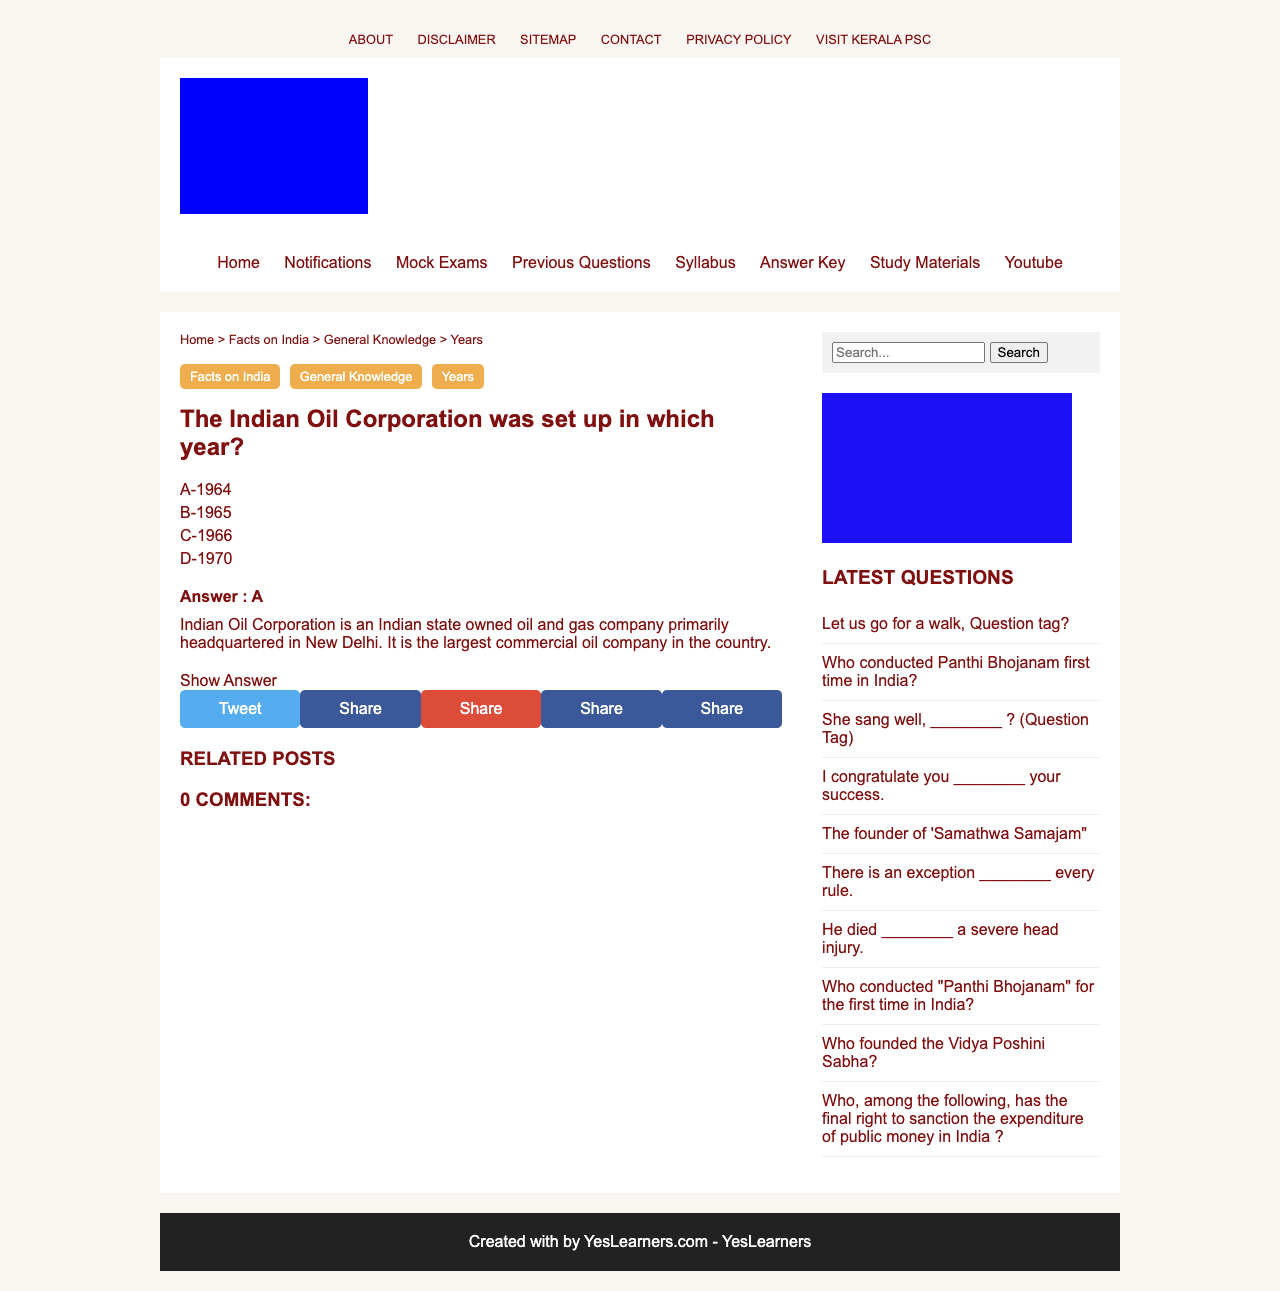 ABOUT DISCLAIMER SITEMAP CONTACT PRIVACY POLICY VISIT KERALA PSC
Home Notifications Mock Exams Previous Questions Syllabus Answer Key Study Materials Youtube
Home > Facts on India > General Knowledge > Years
Facts on India General Knowledge Years
The Indian Oil Corporation was set up in which
year?
A-1964
B-1965
C-1966
D-1970
Answer : A
Indian Oil Corporation is an Indian state owned oil and gas company primarily
headquartered in New Delhi. It is the largest commercial oil company in the country.
Show Answer
Tweet Share Share Share Share
RELATED POSTS
0 COMMENTS:
Search... Search
LATEST QUESTIONS
Let us go for a walk, Question tag?
Who conducted Panthi Bhojanam first
time in India?
She sang well, ________ ? (Question
Tag)
I congratulate you ________ your
success.
The founder of 'Samathwa Samajam"
There is an exception ________ every
rule.
He died ________ a severe head
injury.
Who conducted "Panthi Bhojanam" for
the first time in India?
Who founded the Vidya Poshini
Sabha?
Who, among the following, has the
final right to sanction the expenditure
of public money in India ?
Created with by YesLearners.com - YesLearners